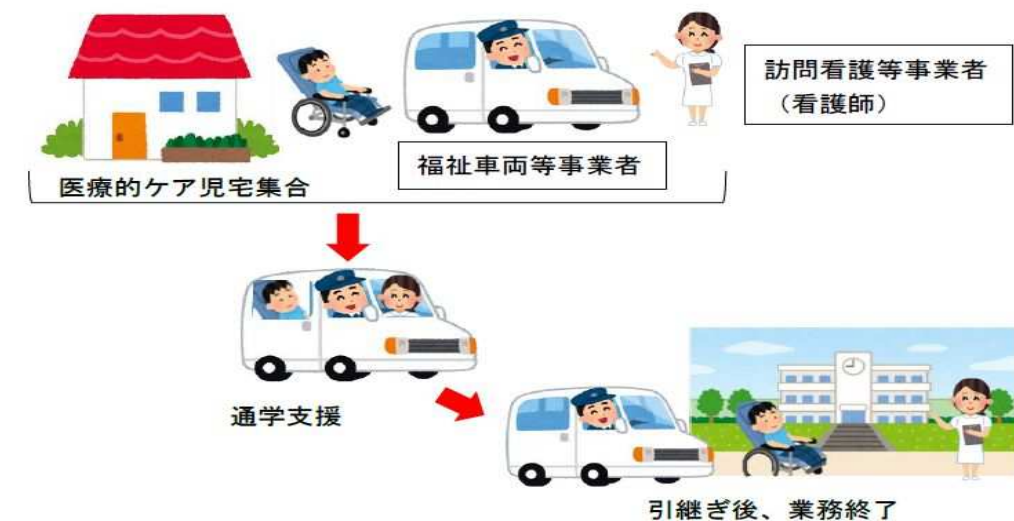 訪問看護等事業者
(看護師)
福祉車両等事業者
医療的ケア児宅集合
通学支援
引継ぎ後、業務終了